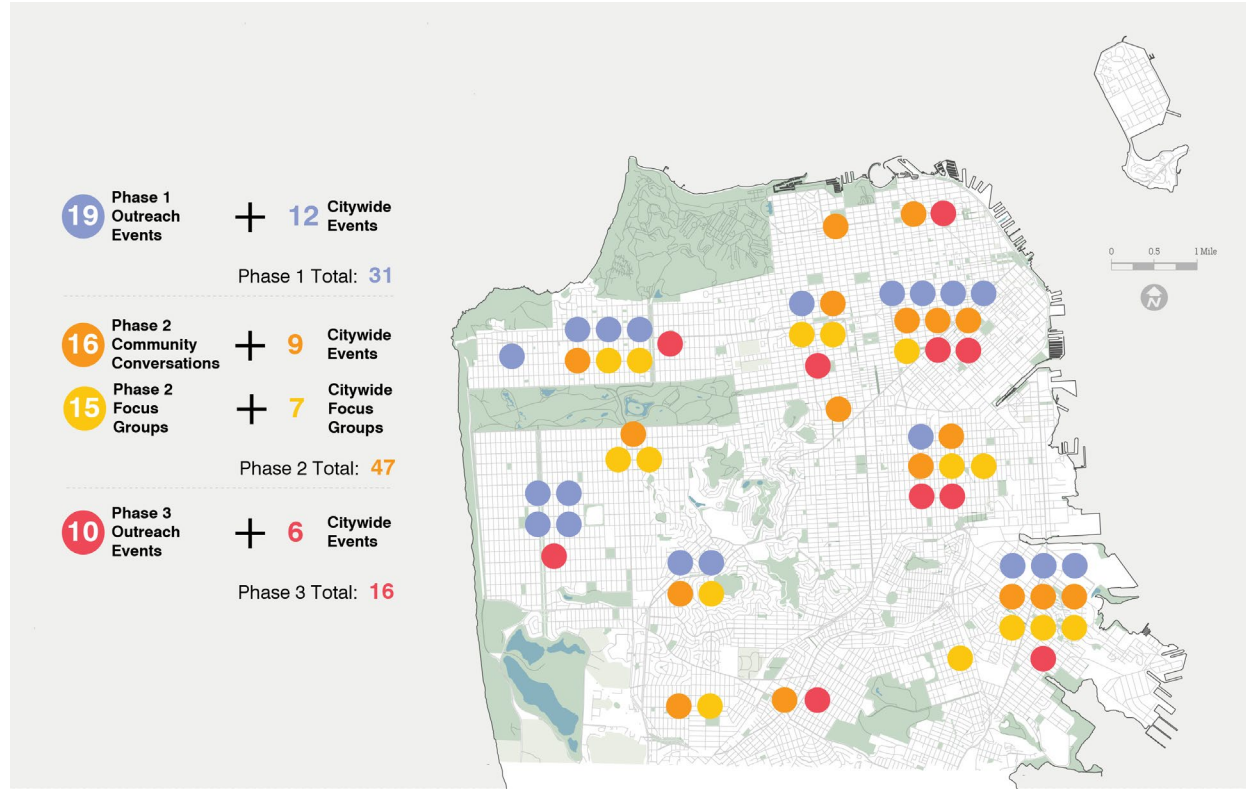 19 Phase 1 Outreach Events + 12 Citywide Events
Phase 1 Total: 31
16 Phase 2 Community Conversations + 9 Citywide Events
15 Phase 2 Focus Groups + 7 Citywide Focus Groups
Phase 2 Total: 47
10 Phase 3 Outreach Events + 6 Citywide Events
Phase 3 Total: 16
0 0.5 1 Mile
N